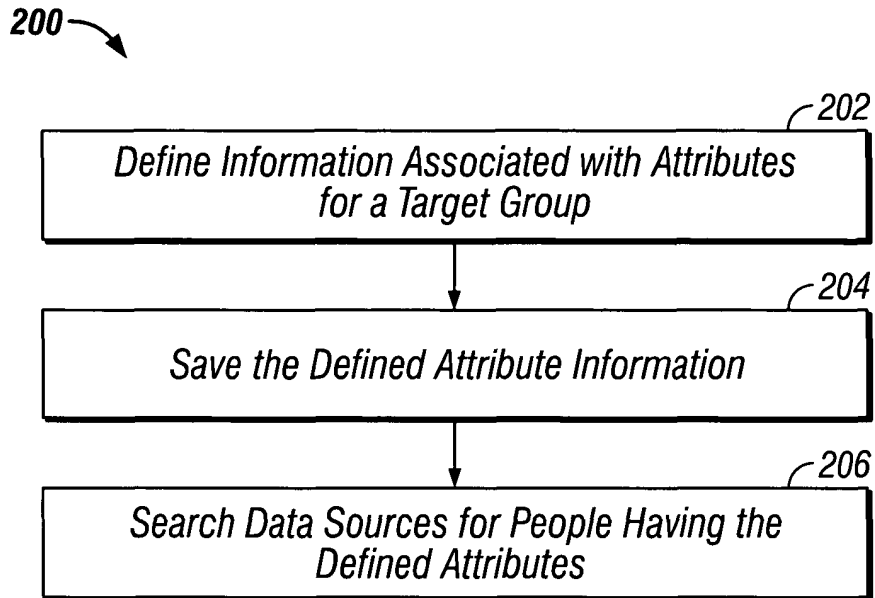 200
202
Define Information Associated with Attributes
for a Target Group
204
Save the Defined Attribute Information
206
Search Data Sources for People Having the
Defined Attributes